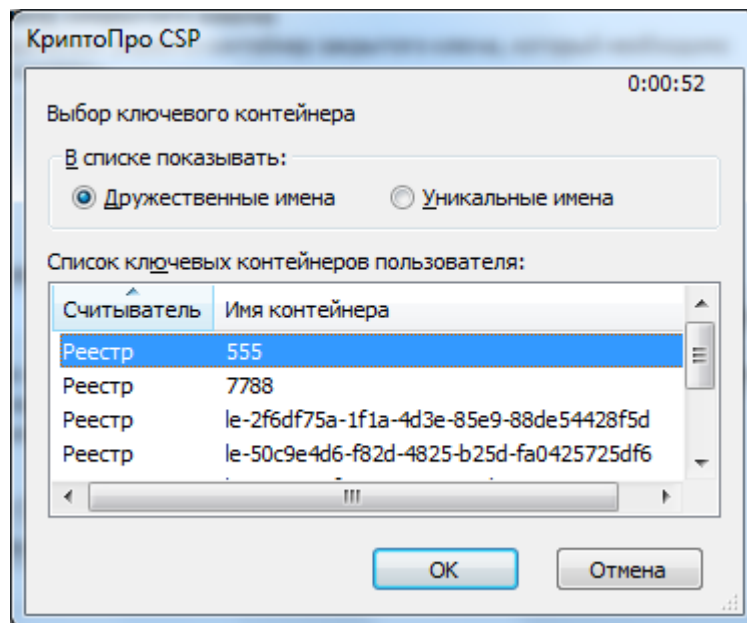 КриптоПро CSP
0:00:52
Выбор ключевого контейнера
В списке показывать:
Дружественные имена Уникальные имена
Список ключевых контейнеров пользователя:
Считыватель Имя контейнера
Реестр 555
Реестр 7788
Реестр le-2f6df75a-1f1a-4d3e-85e9-88de54428f5d
Реестр le-50c9e4d6-f82d-4825-b25d-fa0425725df6
OK Отмена